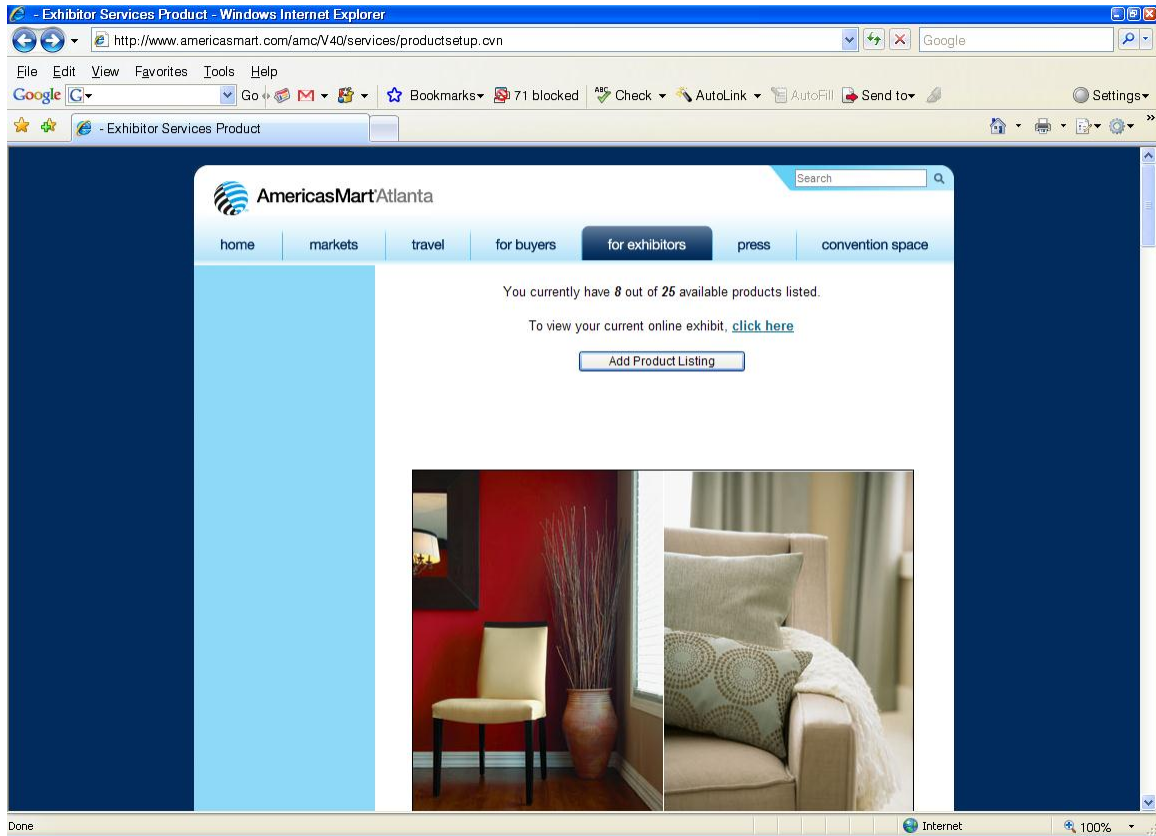 - Exhibitor Services Product - Windows Internet Explorer
http://www.americasmart.com/amc/V40/services/productsetup.cvn
Google
File Edit View Favorites Tools Help
Google G Go 71 blocked Bookmarks Check AutoLink AutoFill Send to Settings
- Exhibitor Services Product
AmericasMart Atlanta
Search
home markets travel for buyers for exhibitors press convention space
You currently have 8 out of 25 available products listed.
To view your current online exhibit, click here
Add Product Listing
Done Internet 100%